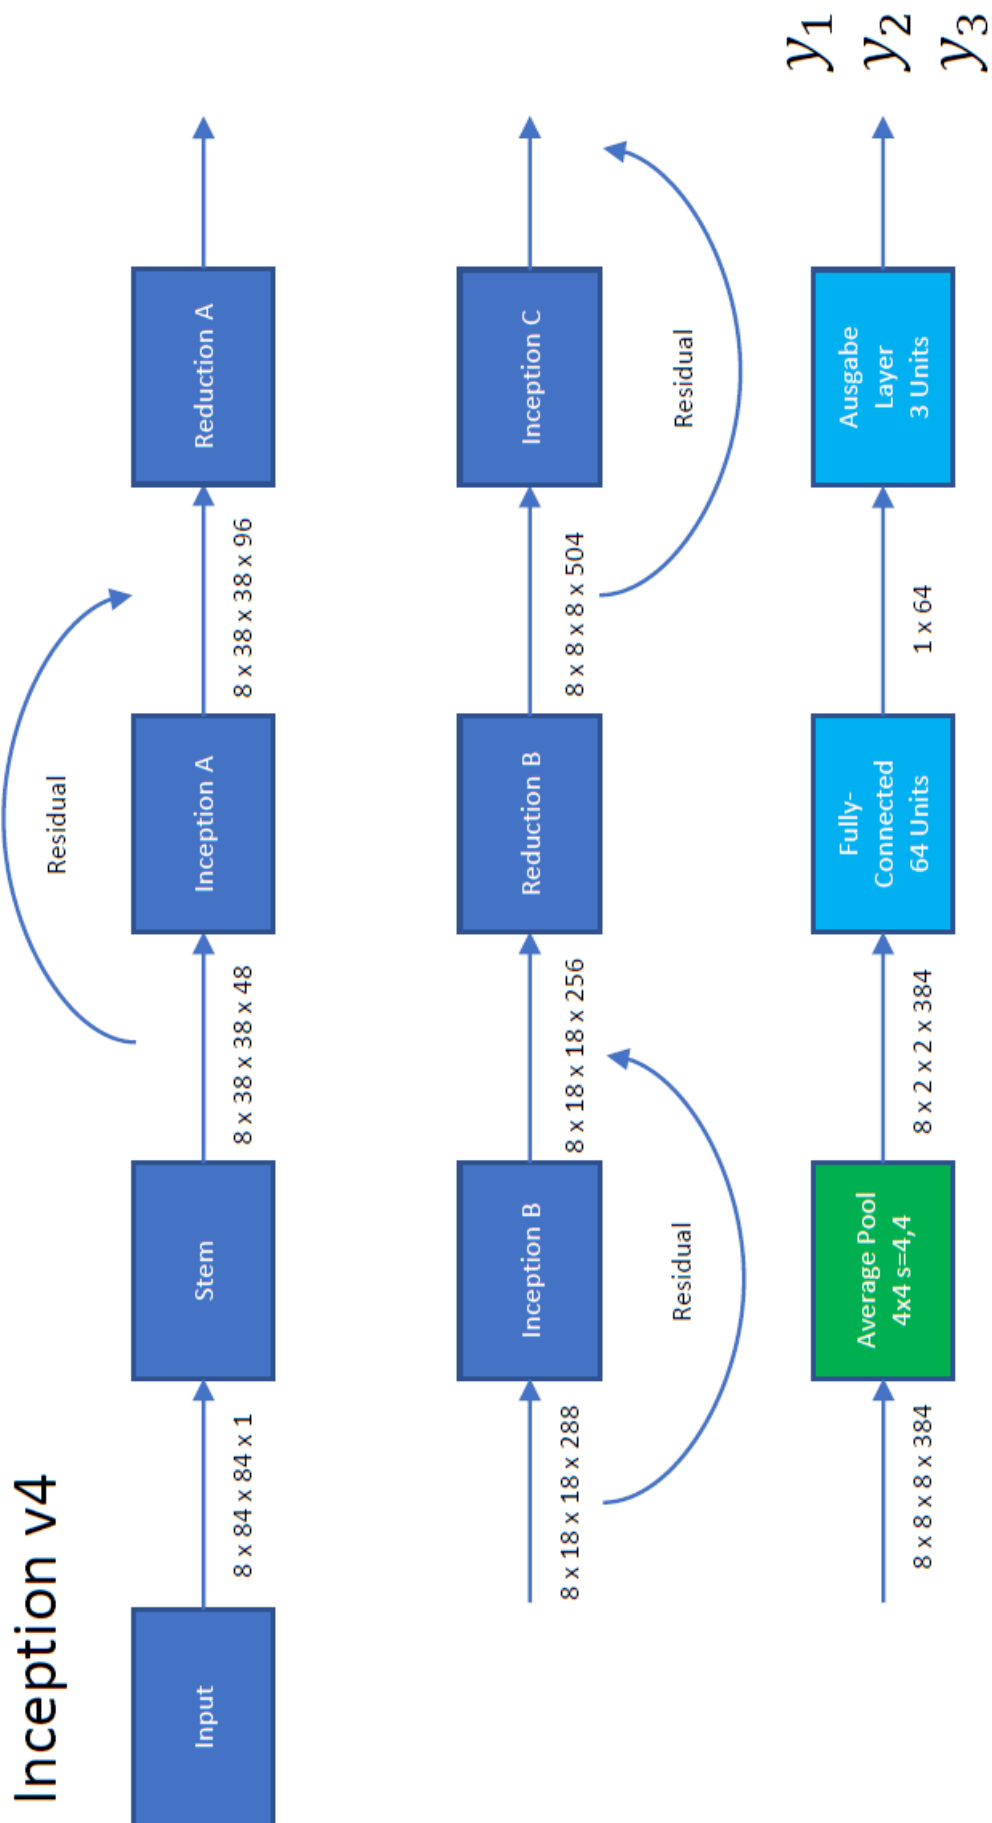 Inception v4
Residual
Input
8 x 84 x 84 x 1
Stem
8 x 38 x 38 x 48
Inception A
8 x 38 x 38 x 96
Reduction A
8 x 18 x 18 x 288
Inception B
8 x 18 x 18 x 256
Reduction B
8 x 8 x 8 x 504
Inception C
Residual
Residual
8 x 8 x 8 x 384
Average Pool
4x4 s=4,4
8 x 2 x 2 x 384
Fully-
Connected
64 Units
1 x 64
Ausgabe
Layer
3 Units
y1
y2
y3